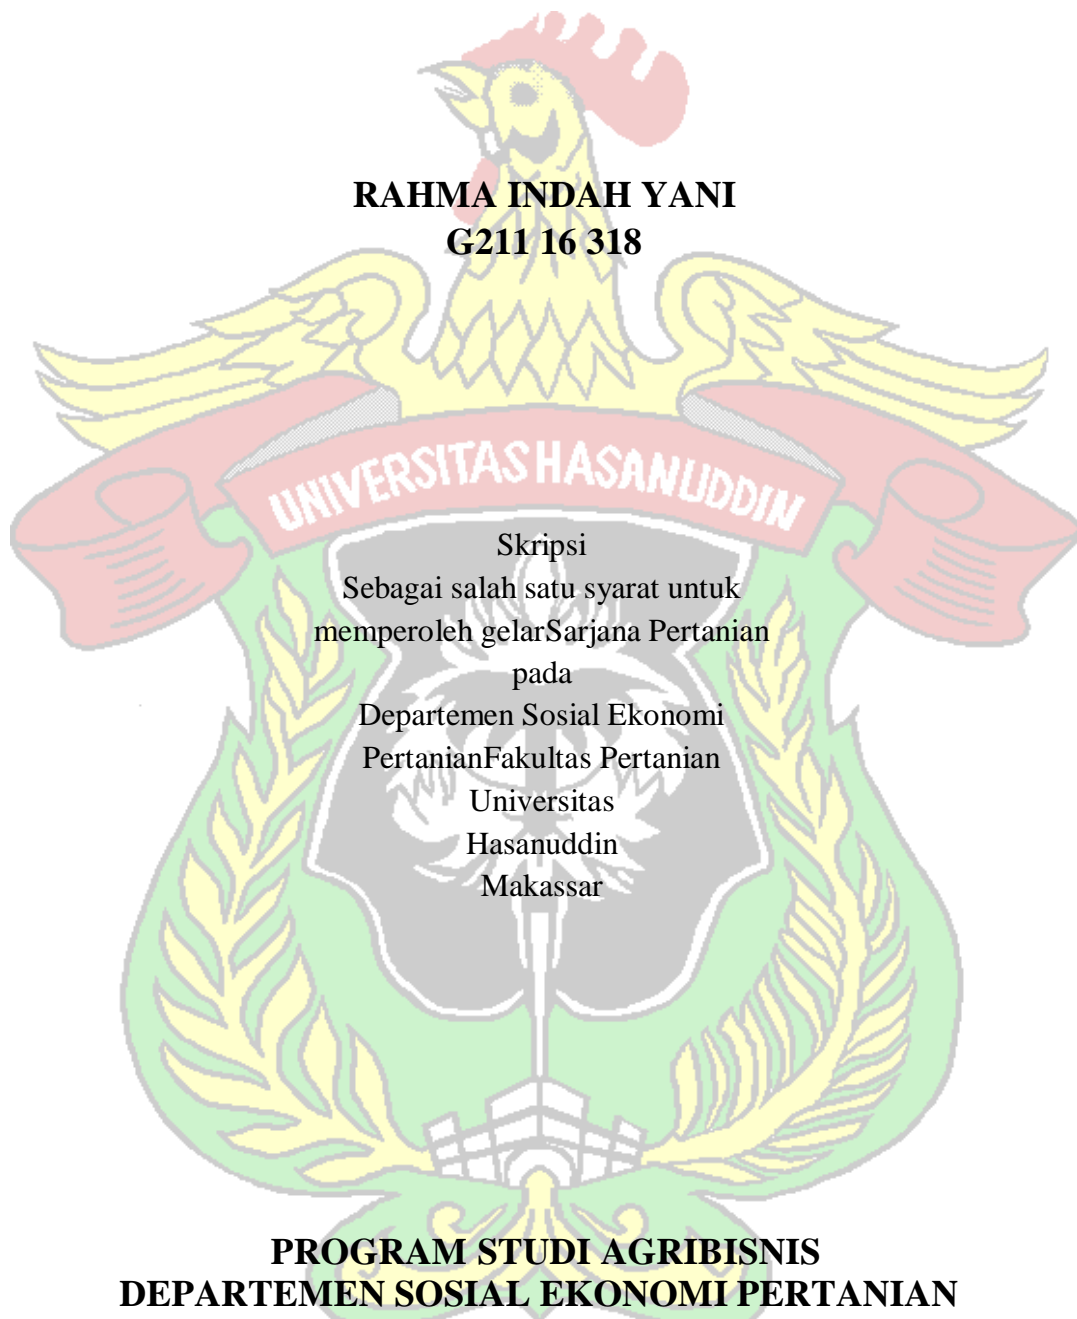 RAHMA INDAH YANI
G211 16 318
UNIVERSITAS HASANUDDIN
Skripsi
Sebagai salah satu syarat untuk
memperoleh gelarSarjana Pertanian
pada
Departemen Sosial Ekonomi
PertanianFakultas Pertanian
Universitas
Hasanuddin
Makassar
PROGRAM STUDI AGRIBISNIS
DEPARTEMEN SOSIAL EKONOMI PERTANIAN